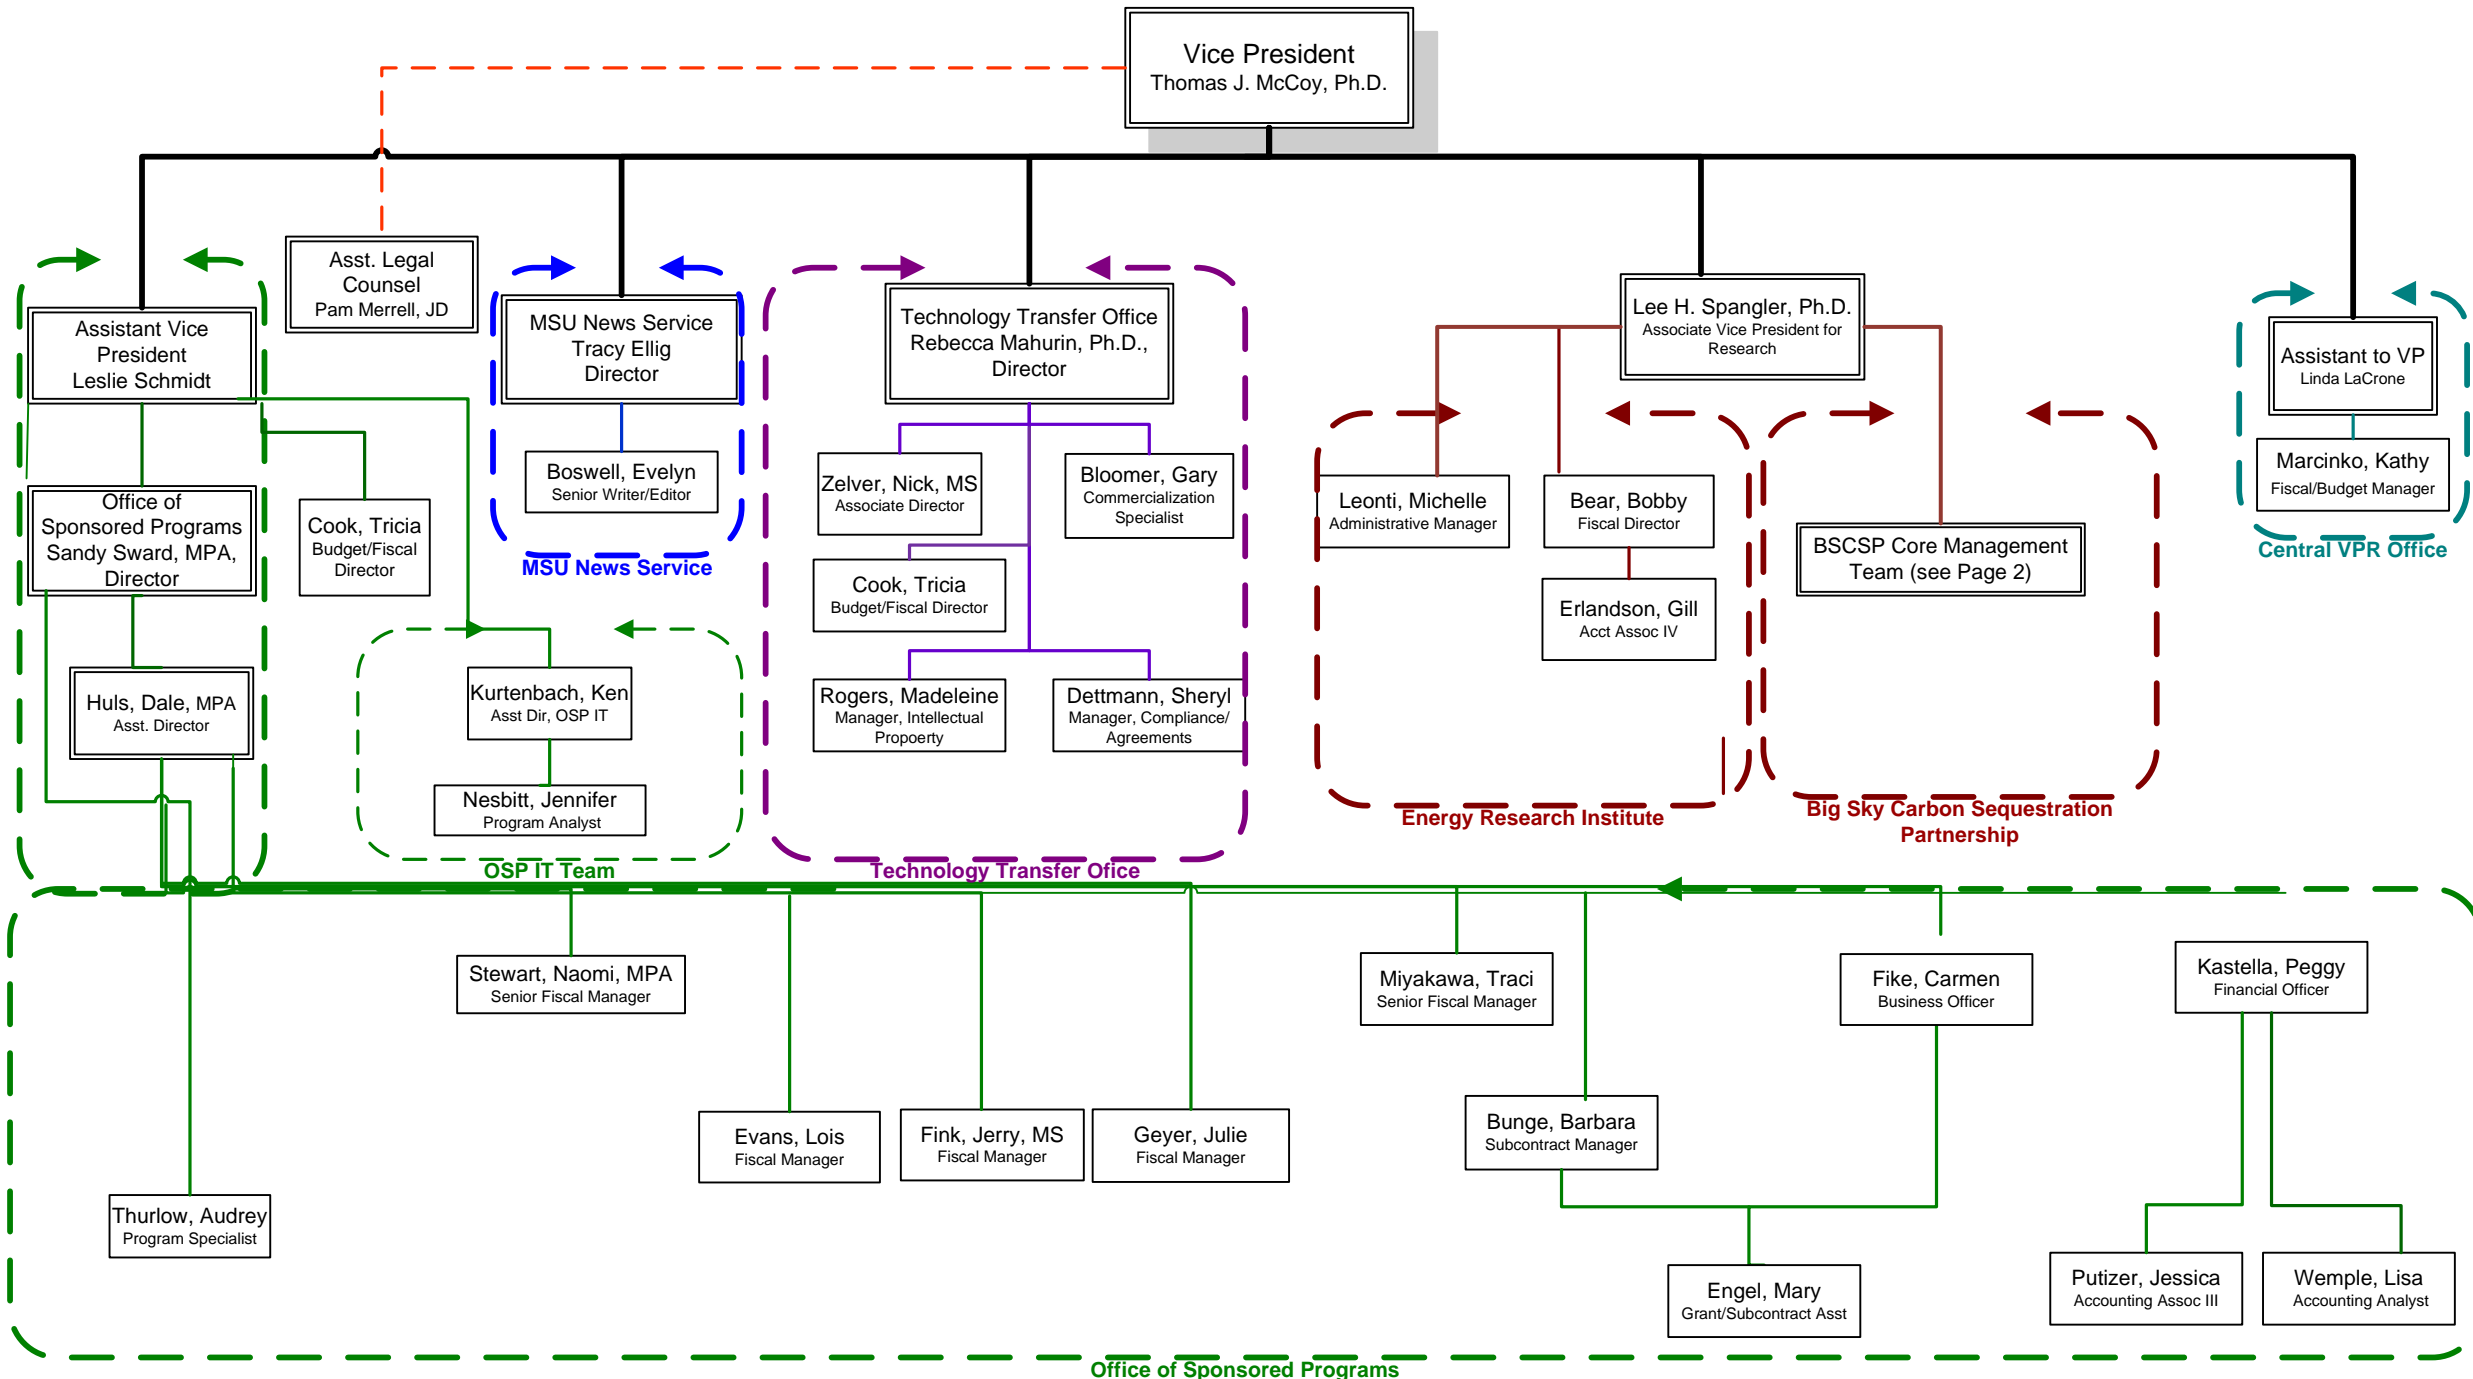 Vice President
Thomas J. McCoy, Ph.D.
Asst. Legal
Counsel
Pam Merrell, JD
Assistant Vice
President
Leslie Schmidt
MSU News Service
Tracy Ellig
Director
Technology Transfer Office
Rebecca Mahurin, Ph.D.,
Director
Lee H. Spangler, Ph.D.
Associate Vice President for
Research
Assistant to VP
Linda LaCrone
Office of
Sponsored Programs
Sandy Sward, MPA,
Director
Cook, Tricia
Budget/Fiscal
Director
Boswell, Evelyn
Senior Writer/Editor
MSU News Service
Zelver, Nick, MS
Associate Director
Bloomer, Gary
Commercialization
Specialist
Cook, Tricia
Budget/Fiscal Director
Leonti, Michelle
Administrative Manager
Bear, Bobby
Fiscal Director
Erlandson, Gill
Acct Assoc IV
BSCSP Core Management
Team (see Page 2)
Marcinko, Kathy
Fiscal/Budget Manager
Central VPR Office
Huls, Dale, MPA
Asst. Director
Kurtenbach, Ken
Asst Dir, OSP IT
Nesbitt, Jennifer
Program Analyst
OSP IT Team
Rogers, Madeleine
Manager, Intellectual
Propoerty
Dettmann, Sheryl
Manager, Compliance/
Agreements
Technology Transfer Ofice
Energy Research Institute
Big Sky Carbon Sequestration
Partnership
Stewart, Naomi, MPA
Senior Fiscal Manager
Miyakawa, Traci
Senior Fiscal Manager
Fike, Carmen
Business Officer
Kastella, Peggy
Financial Officer
Evans, Lois
Fiscal Manager
Fink, Jerry, MS
Fiscal Manager
Geyer, Julie
Fiscal Manager
Bunge, Barbara
Subcontract Manager
Thurlow, Audrey
Program Specialist
Engel, Mary
Grant/Subcontract Asst
Putizer, Jessica
Accounting Assoc III
Wemple, Lisa
Accounting Analyst
Office of Sponsored Programs